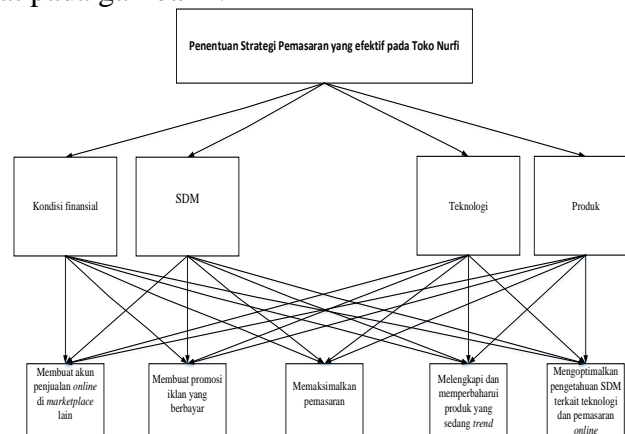 Penentuan Strategi Pemasaran yang efektif pada Toko Nurfi
Kondisi finansial
SDM
Teknologi
Produk
Membuat akun
penjualan online
di marketplace
lain
Membuat promosi
iklan yang
berbayar
Memaksimalkan
pemasaran
Melengkapi dan
memperbaharui
produk yang
sedang trend
Mengoptimalkan
pengetahuan SDM
terkait teknologi
dan pemasaran
online